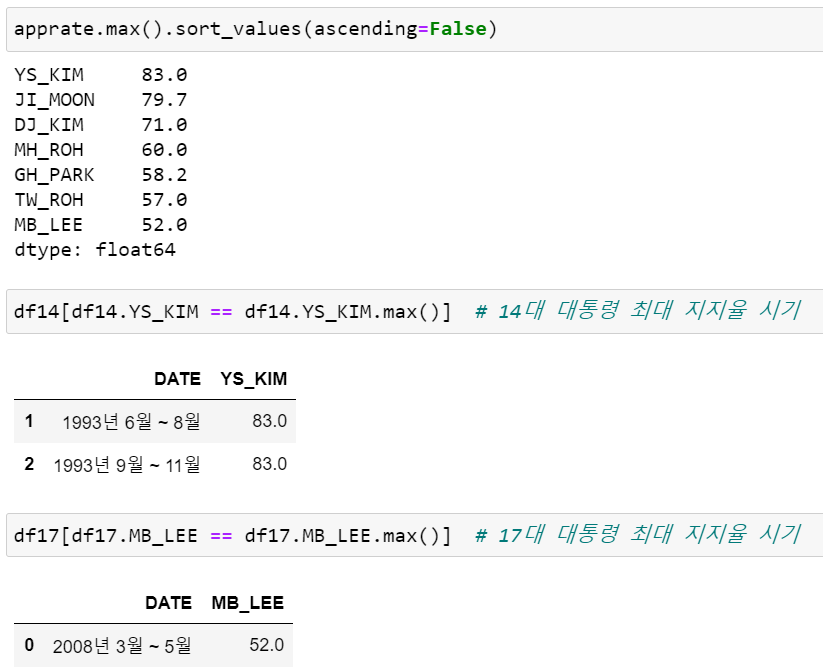 apprate.max().sort_values(ascending=False)
YS_KIM 83.0
JI_MOON 79.7
DJ_KIM 71.0
MH_ROH 60.0
GH_PARK 58.2
TW_ROH 57.0
MB_LEE 52.0
dtype: float64
df14[df14.YS_KIM == df14.YS_KIM.max()] # 14대 대통령 최대 지지율 시기
DATE YS_KIM
1 1993년 6월 ~ 8월 83.0
2 1993년 9월 ~ 11월 83.0
df17[df17.MB_LEE == df17.MB_LEE.max()] # 17대 대통령 최대 지지율 시기
DATE MB_LEE
0 2008년 3월 ~ 5월 52.0